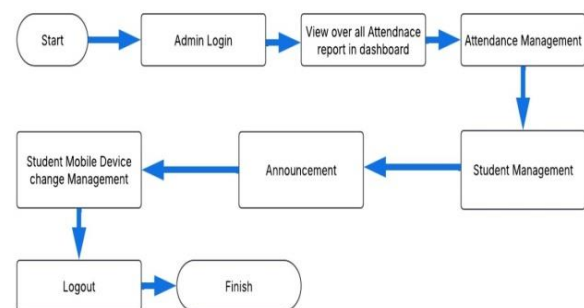 Start
Admin Login
View over all Attendnace
report in dashboard
Attendance Management
Student Management
Announcement
Student Mobile Device
change Management
Logout
Finish